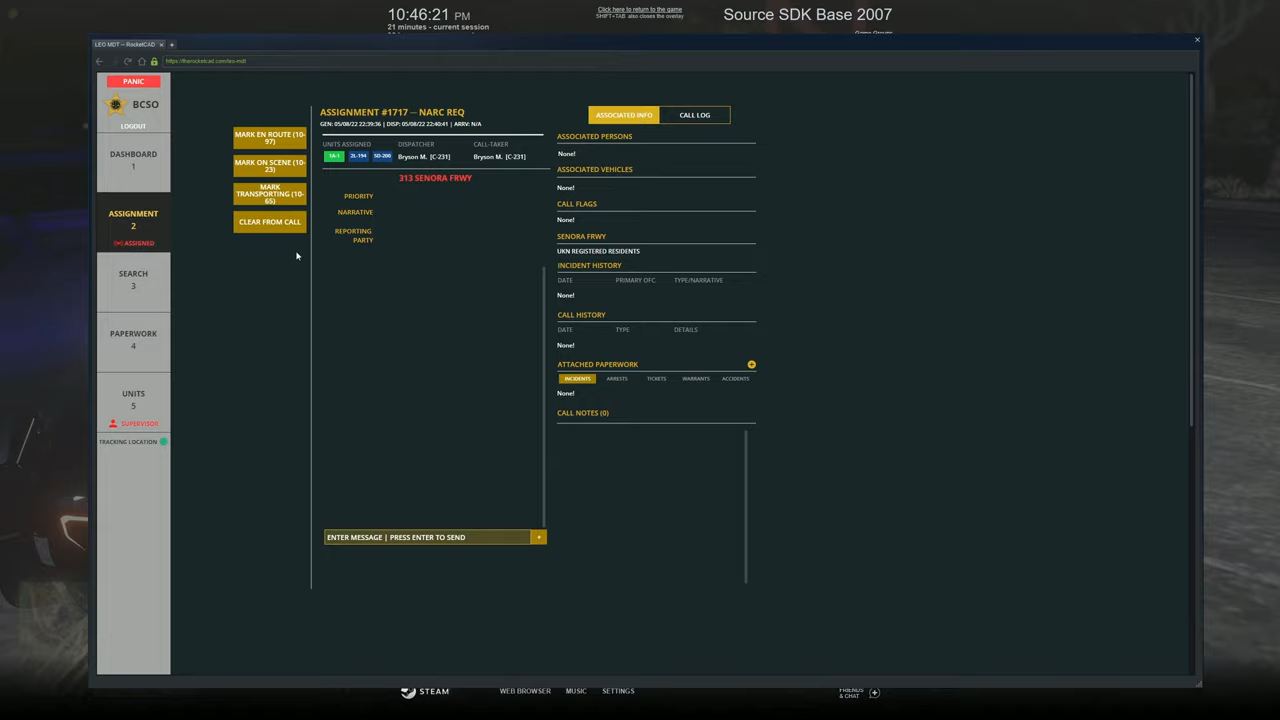 10:46:21 PM
21 minutes - current session
Click here to return to the game
SHIFT+TAB also closes the overlay
Source SDK Base 2007
LEO MDT — RocketCAD
https://therocketcad.com/leo-mdt
PANIC
BCSO
LOGOUT
DASHBOARD
1
ASSIGNMENT
2
ASSIGNED
SEARCH
3
PAPERWORK
4
UNITS
5
SUPERVISOR
TRACKING LOCATION
MARK EN ROUTE (10-
97)
MARK ON SCENE (10-
23)
MARK
TRANSPORTING (10-
65)
CLEAR FROM CALL
ASSIGNMENT #1717 — NARC REQ
GEN: 05/08/22 22:39:36 | DISP: 05/08/22 22:40:41 | ARRV: N/A
UNITS ASSIGNED DISPATCHER CALL-TAKER
1A-1 2L-194 SD-200 Bryson M. [C-231] Bryson M. [C-231]
313 SENORA FRWY
PRIORITY
NARRATIVE
REPORTING
PARTY
ENTER MESSAGE | PRESS ENTER TO SEND
ASSOCIATED INFO CALL LOG
ASSOCIATED PERSONS
None!
ASSOCIATED VEHICLES
None!
CALL FLAGS
None!
SENORA FRWY
UKN REGISTERED RESIDENTS
INCIDENT HISTORY
DATE PRIMARY OFC. TYPE/NARRATIVE
None!
CALL HISTORY
DATE TYPE DETAILS
None!
ATTACHED PAPERWORK
INCIDENTS ARRESTS TICKETS WARRANTS ACCIDENTS
None!
CALL NOTES (0)
STEAM WEB BROWSER MUSIC SETTINGS
FRIENDS
& CHAT